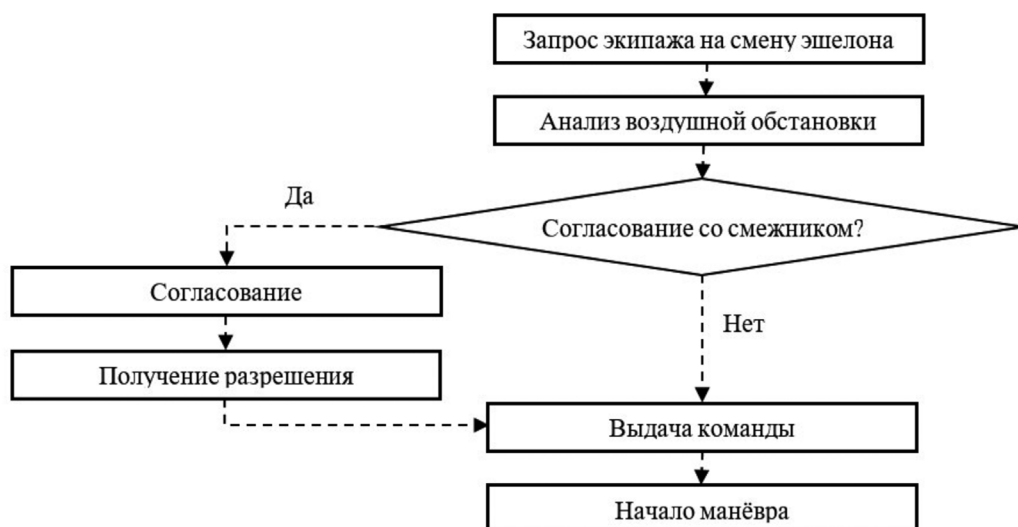 Запрос экипажа на смену эшелона
Анализ воздушной обстановки
Да
Согласование со смежником?
Согласование
Нет
Получение разрешения
Выдача команды
Начало манёвра